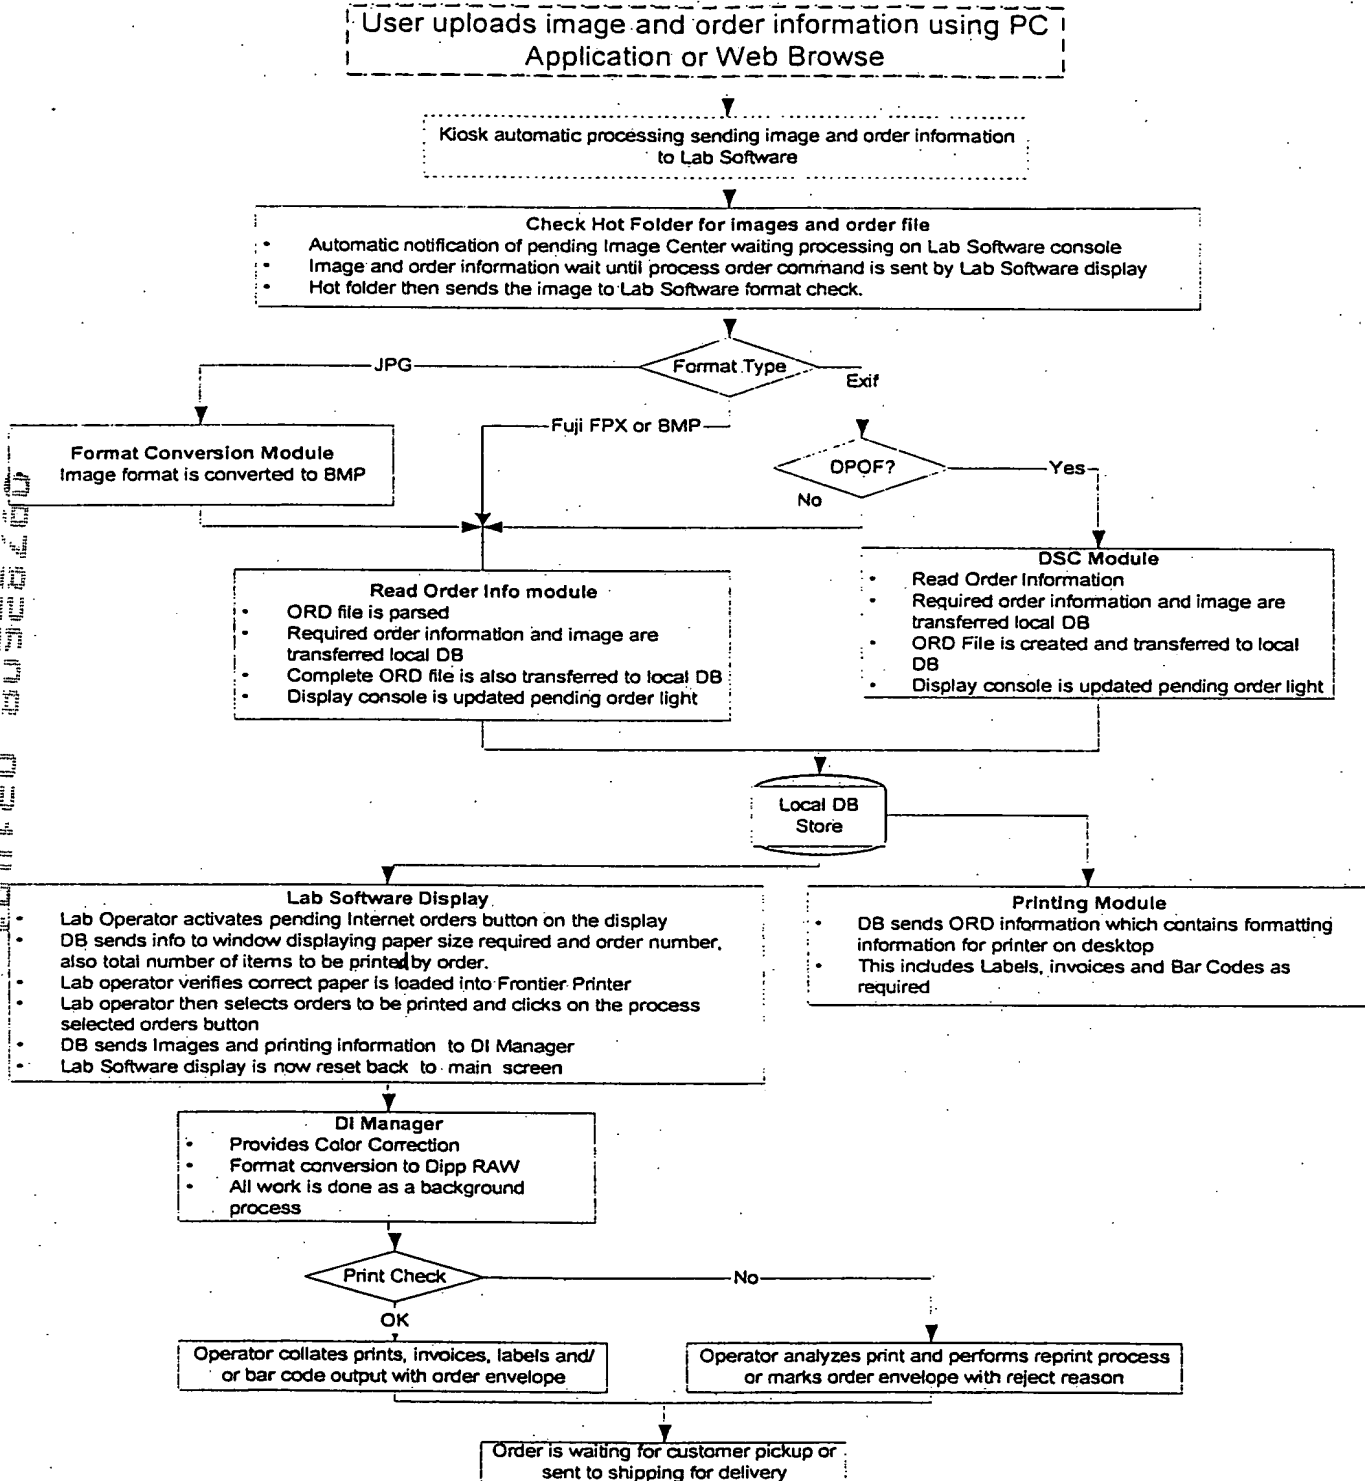 User uploads image and order information using PC
Application or Web Browse
Kiosk automatic processing sending image and order information
to Lab Software
Check Hot Folder for images and order file
• Automatic notification of pending Image Center waiting processing on Lab Software console
• Image and order information wait until process order command is sent by Lab Software display
• Hot folder then sends the image to Lab Software format check.
Format Type
JPG
Exif
Fuji FPX or BMP
Format Conversion Module
Image format is converted to BMP
DPOF?
Yes
No
DSC Module
• Read Order Information
• Required order information and image are
transferred local DB
• ORD File is created and transferred to local
DB
• Display console is updated pending order light
Read Order Info module
• ORD file is parsed
• Required order information and image are
transferred local DB
• Complete ORD file is also transferred to local DB
• Display console is updated pending order light
Local DB
Store
Lab Software Display
• Lab Operator activates pending Internet orders button on the display
• DB sends info to window displaying paper size required and order number,
also total number of items to be printed by order.
• Lab operator verifies correct paper is loaded into Frontier Printer
• Lab operator then selects orders to be printed and clicks on the process
selected orders button
• DB sends Images and printing information to DI Manager
• Lab Software display is now reset back to main screen
Printing Module
• DB sends ORD information which contains formatting
information for printer on desktop
• This includes Labels, invoices and Bar Codes as
required
DI Manager
• Provides Color Correction
• Format conversion to Dipp RAW
• All work is done as a background
process
Print Check
No
OK
Operator collates prints, invoices, labels and/
or bar code output with order envelope
Operator analyzes print and performs reprint process
or marks order envelope with reject reason
Order is waiting for customer pickup or
sent to shipping for delivery